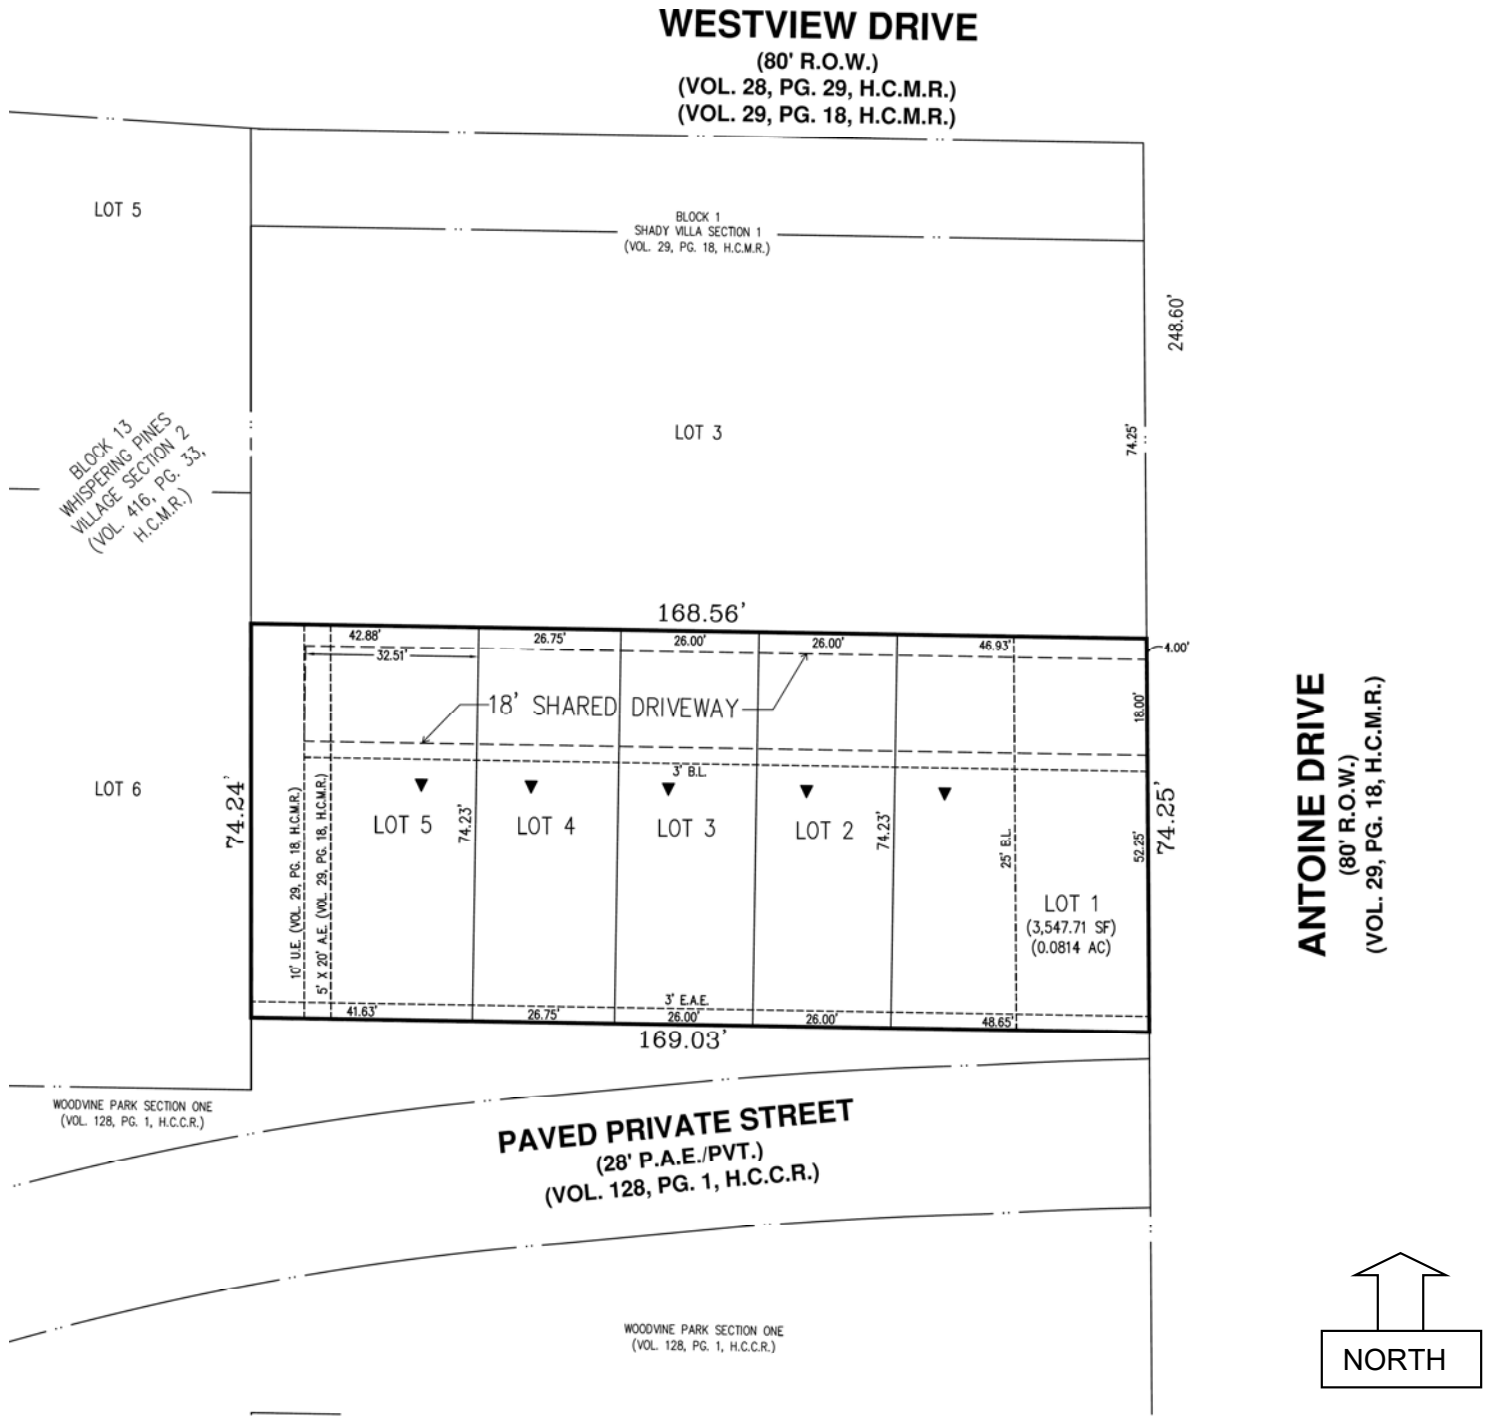 WESTVIEW DRIVE
(80' R.O.W.)
(VOL. 28, PG. 29, H.C.M.R.)
(VOL. 29, PG. 18, H.C.M.R.)
LOT 5
BLOCK 1
SHADY VILLA SECTION 1
(VOL. 29, PG. 18, H.C.M.R.)
248.60'
BLOCK 13
WHISPERING PINES
VILLAGE SECTION 2
(VOL. 416, PG. 33,
H.C.M.R.)
LOT 3
74.25'
168.56'
42.88'
26.75'
26.00'
26.00'
46.93'
4.00'
32.51'
18' SHARED DRIVEWAY
18.00'
LOT 6
74.24'
3' B.L.
10' U.E. (VOL. 29, PG. 18, H.C.M.R.)
5' X 20' A.E. (VOL. 29, PG. 18, H.C.M.R.)
LOT 5
74.23'
LOT 4
LOT 3
LOT 2
74.23'
25' B.L.
52.25'
74.25'
LOT 1
(3,547.71 SF)
(0.0814 AC)
ANTOINE DRIVE
(80' R.O.W.)
(VOL. 29, PG. 18, H.C.M.R.)
3' E.A.E.
41.63'
26.75'
26.00'
26.00'
48.65'
169.03'
WOODVINE PARK SECTION ONE
(VOL. 128, PG. 1, H.C.C.R.)
PAVED PRIVATE STREET
(28' P.A.E./PVT.)
(VOL. 128, PG. 1, H.C.C.R.)
WOODVINE PARK SECTION ONE
(VOL. 128, PG. 1, H.C.C.R.)
NORTH